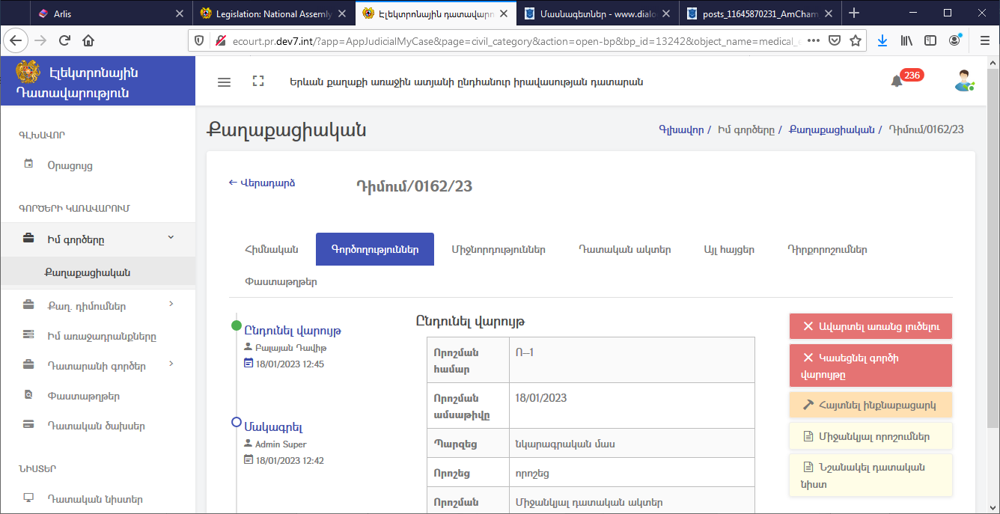 Arlis
Legislation: National Assembly
Էլեկտրոնային դատավարո
Մասնագետներ - www.dialo
posts_11645870231_AmCham
ecourt.pr.dev7.int/?app=AppJudicialMyCase&page=civil_category&action=open-bp&bp_id=13242&object_name=medical_e
Էլեկտրոնային
Դատավարություն
Երևան քաղաքի առաջին ատյանի ընդհանուր իրավասության դատարան
236
ԳԼԽԱՎՈՐ
Օրացույց
ԳՈՐԾԵՐԻ ԿԱՌԱՎԱՐՈՒՄ
Իմ գործերը
Քաղաքացիական
Քաղ. դիմումներ
Իմ առաջադրանքները
Դատարանի գործեր
Փաստաթղթեր
Դատական ծախսեր
ՆԻՍՏԵՐ
Դատական նիստեր
Քաղաքացիական
Գլխավոր / Իմ գործերը / Քաղաքացիական / Դիմում/0162/23
← Վերադարձ
Դիմում/0162/23
Հիմնական
Գործողություններ
Միջնորդություններ
Դատական ակտեր
Այլ հայցեր
Դիրքորոշումներ
Փաստաթղթեր
Ընդունել վարույթ
Բալայան Դավիթ
18/01/2023 12:45
Մակագրել
Admin Super
18/01/2023 12:42
Ընդունել վարույթ
Որոշման համար
Ո--1
Որոշման ամսաթիվը
18/01/2023
Պարզեց
նկարագրական մաս
Որոշեց
որոշեց
Որոշման
Միջանկյալ դատական ակտեր
Ավարտել առանց լուծելու
Կասեցնել գործի
վարույթը
Հայտնել ինքնաբացարկ
Միջանկյալ որոշումներ
Նշանակել դատական
նիստ